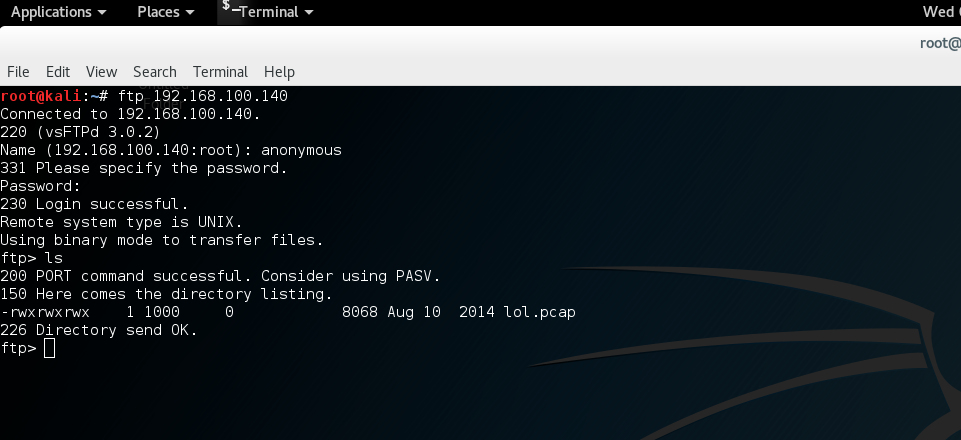 Applications Places $_ Terminal Wed
root@
File Edit View Search Terminal Help
root@kali:~# ftp 192.168.100.140
Connected to 192.168.100.140.
220 (vsFTPd 3.0.2)
Name (192.168.100.140:root): anonymous
331 Please specify the password.
Password:
230 Login successful.
Remote system type is UNIX.
Using binary mode to transfer files.
ftp> ls
200 PORT command successful. Consider using PASV.
150 Here comes the directory listing.
-rwxrwxrwx    1 1000     0            8068 Aug 10  2014 lol.pcap
226 Directory send OK.
ftp>